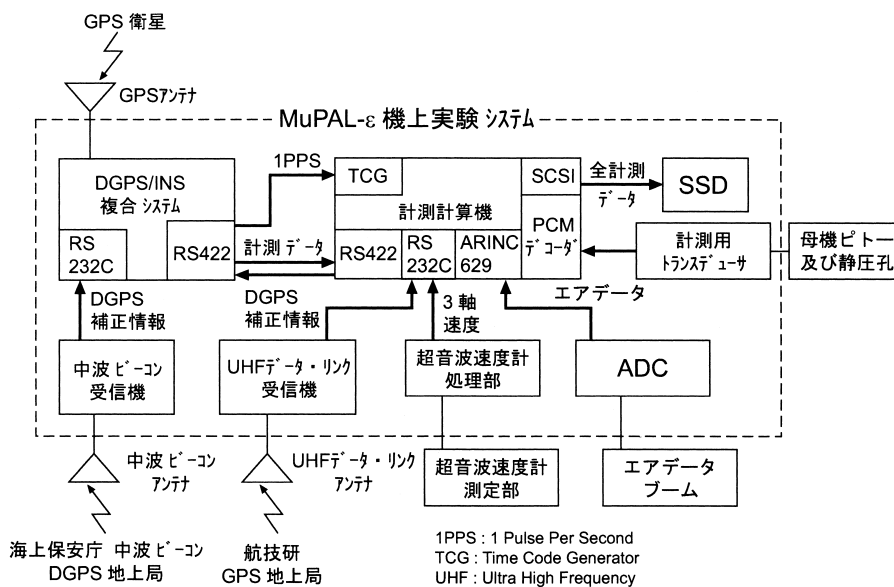 GPS 衛星
GPSアンテナ
MuPAL-ε 機上実験 システム
1PPS
DGPS/INS
複合 システム
RS
232C
RS422
計測 データ
TCG
計測計算機
RS422
RS
232C
ARINC
629
SCSI
PCM
デコーダ
全計測
データ
SSD
計測用
トランスデューサ
母機ピトー
及び静圧孔
DGPS
補正情報
DGPS
補正情報
3 軸
速度
エアデータ
中波 ビーコン
受信機
UHFデータ・リンク
受信機
超音波速度計
処理部
ADC
中波 ビーコン
アンテナ
UHFデータ・リンク
アンテナ
超音波速度計
測定部
エアデータ
ブーム
海上保安庁 中波 ビーコン
DGPS 地上局
航技研
GPS 地上局
1PPS : 1 Pulse Per Second
TCG : Time Code Generator
UHF : Ultra High Frequency